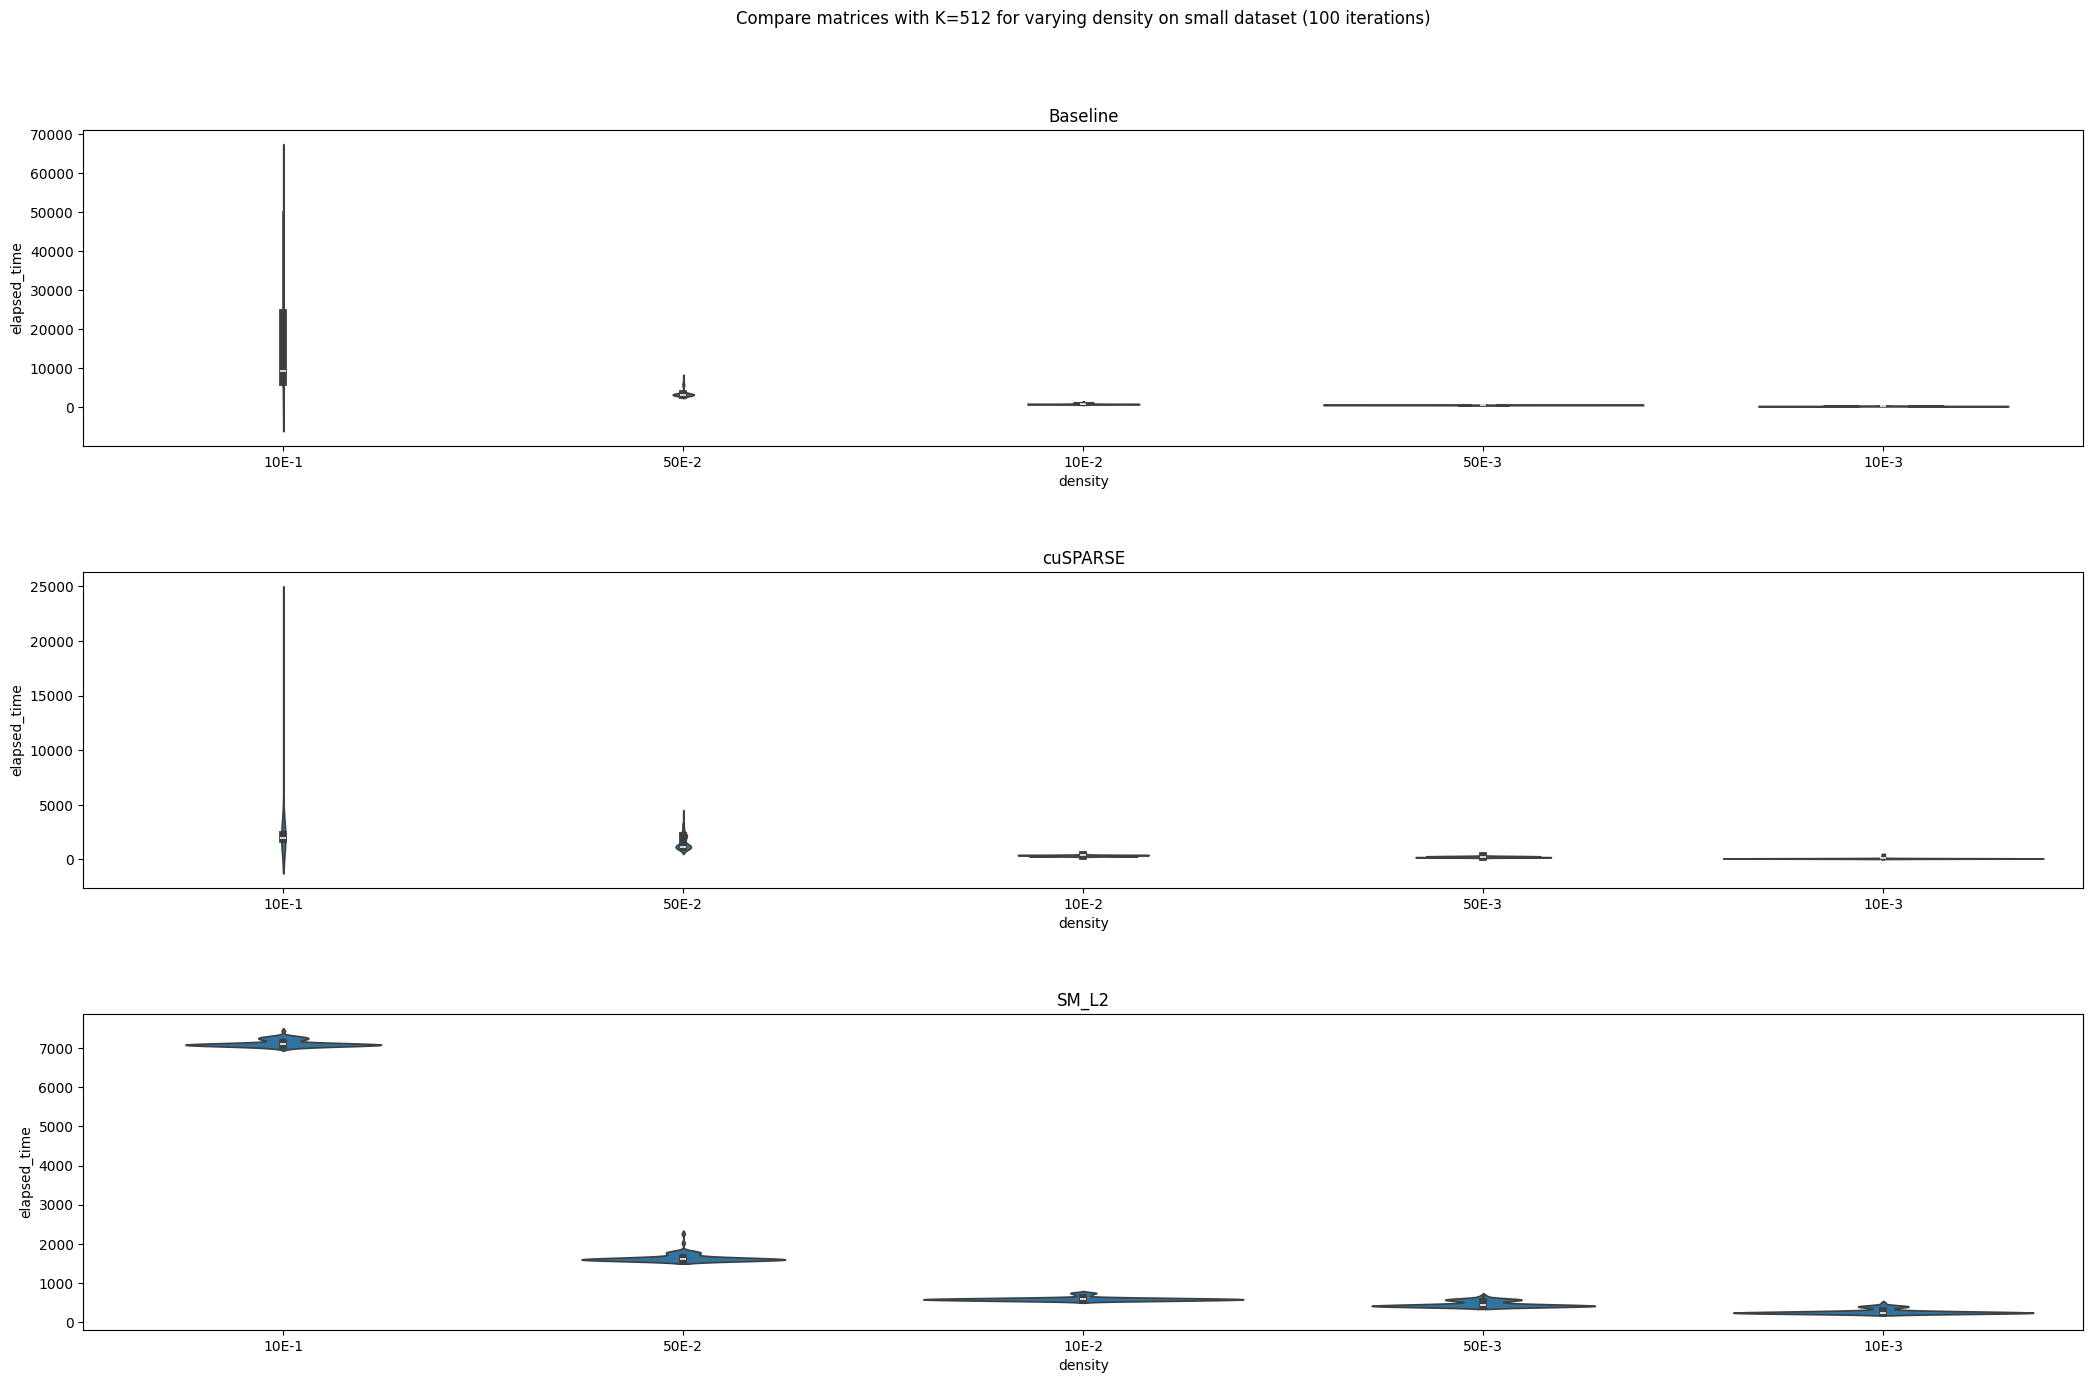 Compare matrices with K=512 for varying density on small dataset (100 iterations)
Baseline
70000
60000
50000
40000
30000
20000
10000
0
elapsed_time
10E-1 50E-2 10E-2 50E-3 10E-3
density
cuSPARSE
25000
20000
15000
10000
5000
0
elapsed_time
10E-1 50E-2 10E-2 50E-3 10E-3
density
SM_L2
7000
6000
5000
4000
3000
2000
1000
0
elapsed_time
10E-1 50E-2 10E-2 50E-3 10E-3
density